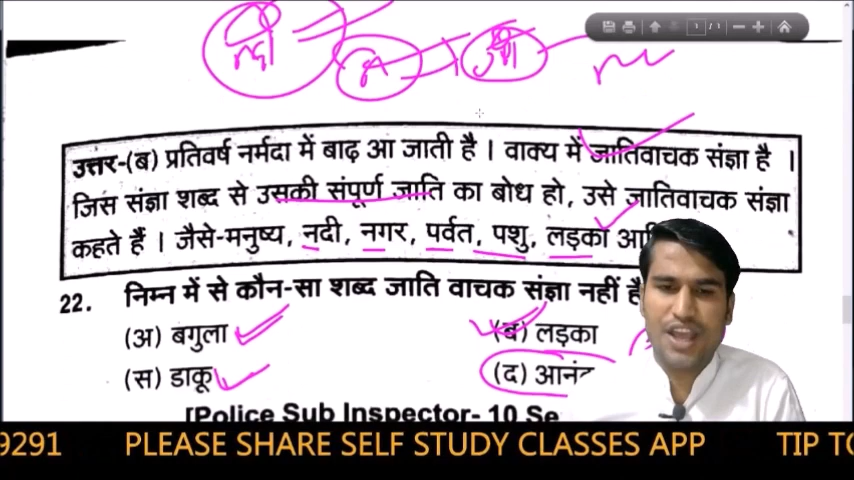 1 / 1
उत्तर-(ब) प्रतिवर्ष नर्मदा में बाढ़ आ जाती है । वाक्य में जातिवाचक संज्ञा है ।
जिस संज्ञा शब्द से उसकी संपूर्ण जाति का बोध हो, उसे जातिवाचक संज्ञा
कहते हैं । जैसे-मनुष्य, नदी, नगर, पर्वत, पशु, लड़का
22. निम्न में से कौन-सा शब्द जाति वाचक संज्ञा नहीं है
(अ) बगुला (ब) लड़का
(स) डाकू (द) आनं
[Police Sub Inspector- 10 Se
9291 PLEASE SHARE SELF STUDY CLASSES APP TIP TO